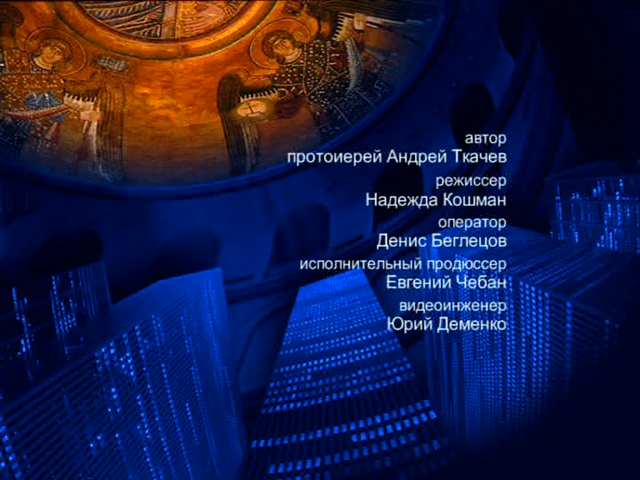 автор
протоиерей Андрей Ткачев
режиссер
Надежда Кошман
оператор
Денис Беглецов
исполнительный продюссер
Евгений Чебан
видеоинженер
Юрий Деменко